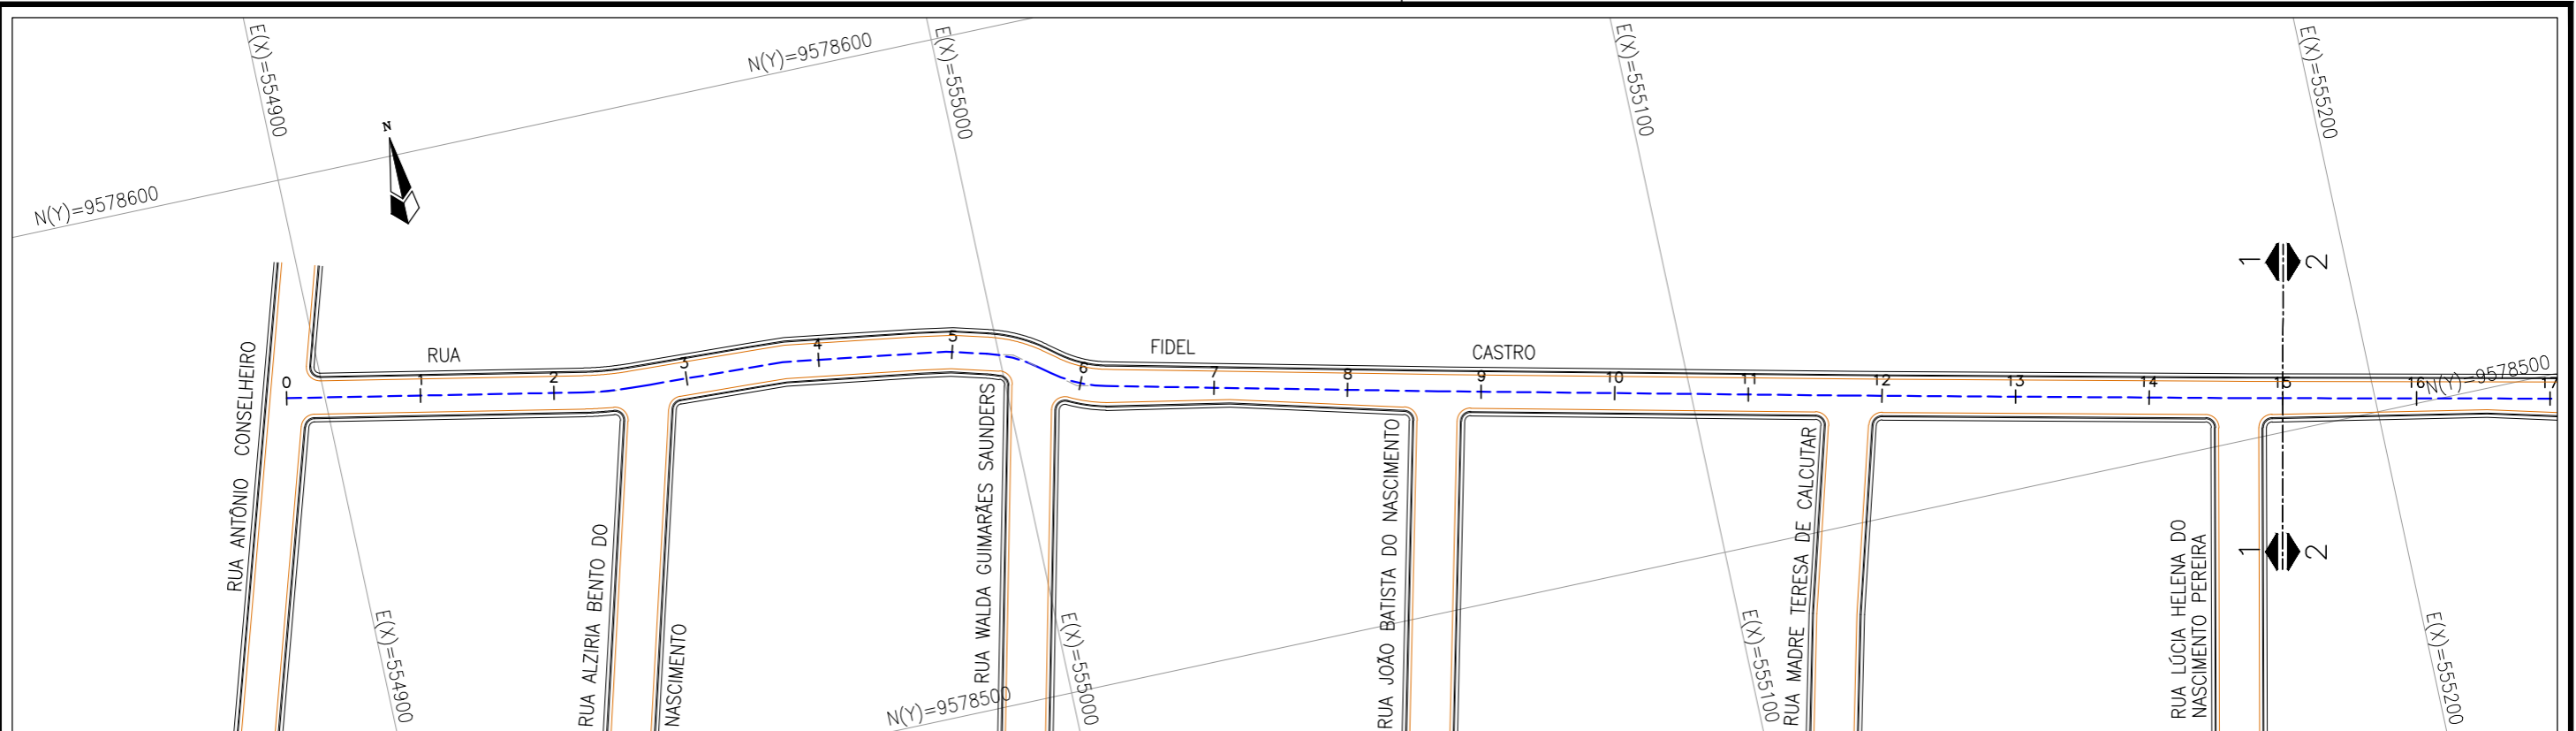 E(X)=554900
N(Y)=9578600
E(X)=555000
E(X)=555100
E(X)=555200
N
N(Y)=9578600
1 2
RUA FIDEL CASTRO
0 1 2 3 4 5 6 7 8 9 10 11 12 13 14 15 16 17
N(Y)=9578500
RUA ANTÔNIO CONSELHEIRO
RUA ALZIRIA BENTO DO
NASCIMENTO
RUA WALDA GUIMARÃES SAUNDERS
RUA JOÃO BATISTA DO NASCIMENTO
RUA MADRE TERESA DE CALCUTAR
RUA LÚCIA HELENA DO
NASCIMENTO PEREIRA
1 2
E(X)=554900
N(Y)=9578500
E(X)=555000
E(X)=555100
E(X)=555200